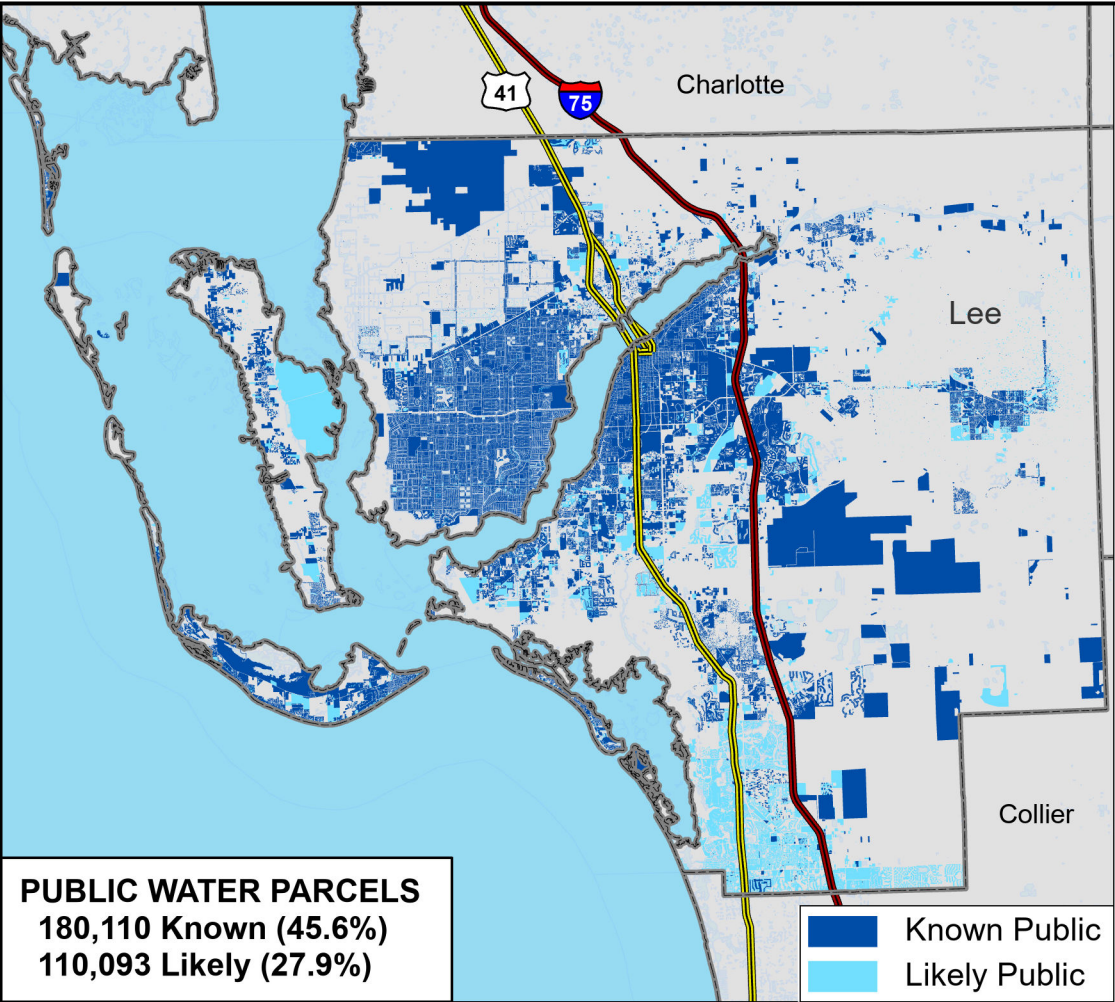 41
75
Charlotte
Lee
Collier
PUBLIC WATER PARCELS
180,110 Known (45.6%)
110,093 Likely (27.9%)
Known Public
Likely Public